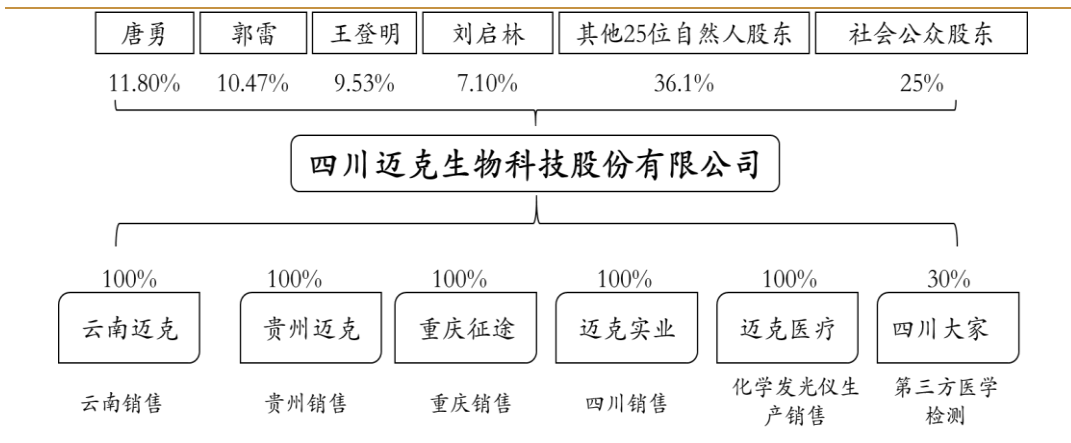 唐勇 郭雷 王登明 刘启林 其他25位自然人股东 社会公众股东
11.80% 10.47% 9.53% 7.10% 36.1% 25%
四川迈克生物科技股份有限公司
100% 100% 100% 100% 100% 30%
云南迈克 贵州迈克 重庆征途 迈克实业 迈克医疗 四川大家
云南销售 贵州销售 重庆销售 四川销售 化学发光仪生 第三方医学
产销售 检测